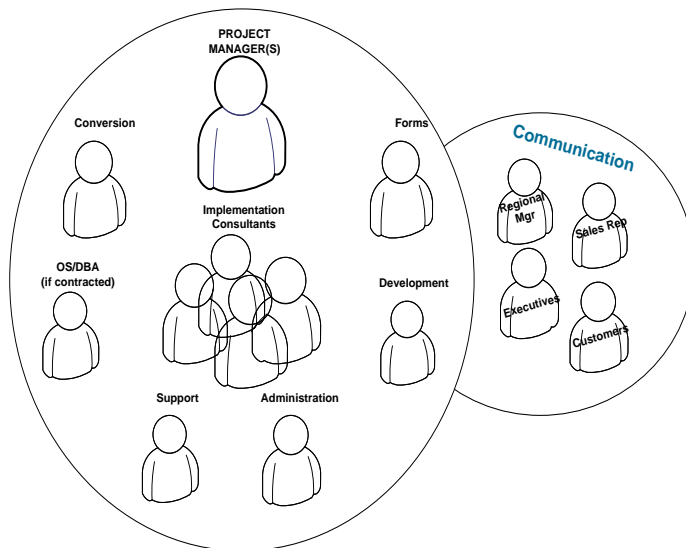 PROJECT
MANAGER(S)
Conversion
Forms
Communication
Regional
Mgr
Sales Rep
Implementation
Consultants
OS/DBA
(if contracted)
Development
Executives
Customers
Support
Administration